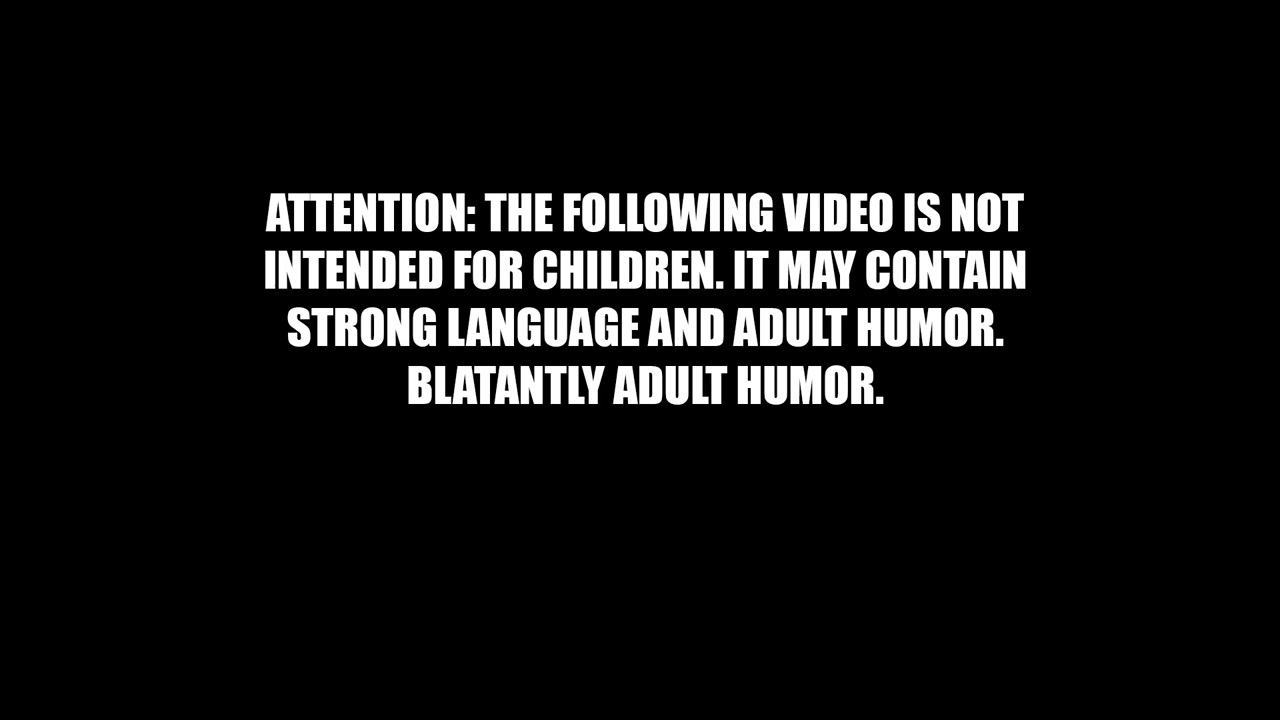 ATTENTION: THE FOLLOWING VIDEO IS NOT
INTENDED FOR CHILDREN. IT MAY CONTAIN
STRONG LANGUAGE AND ADULT HUMOR.
BLATANTLY ADULT HUMOR.